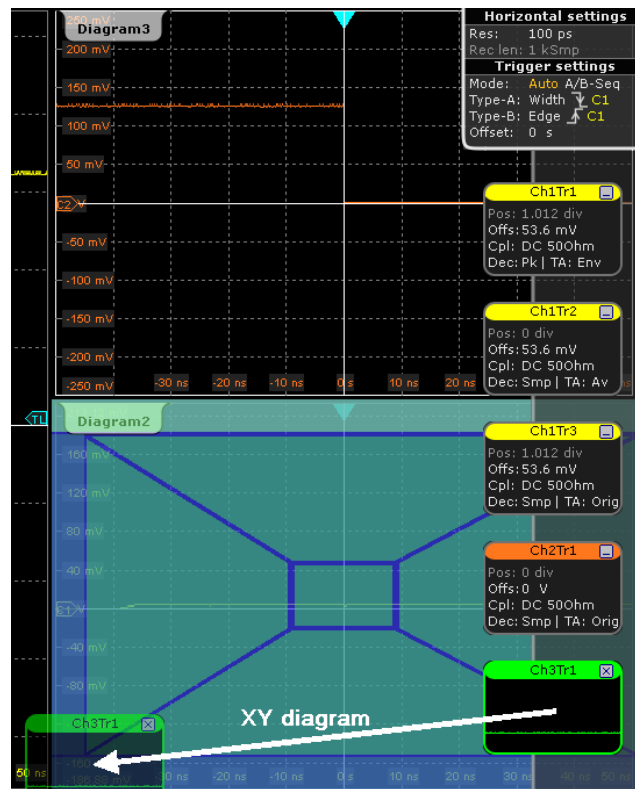 250 mV
Diagram3
200 mV
150 mV
100 mV
50 mV
C2 V
-50 mV
-100 mV
-150 mV
-200 mV
-250 mV
-30 ns -20 ns -10 ns 0 s 10 ns 20 ns
Horizontal settings
Res: 100 ps
Rec len: 1 kSmp
Trigger settings
Mode: Auto A/B-Seq
Type-A: Width C1
Type-B: Edge C1
Offset: 0 s
Ch1Tr1
Pos: 1.012 div
Offs:53.6 mV
Cpl: DC 50Ohm
Dec: Pk | TA: Env
Ch1Tr2
Pos: 0 div
Offs:53.6 mV
Cpl: DC 50Ohm
Dec: Smp | TA: Av
Ch1Tr3
Pos: 1.012 div
Offs:53.6 mV
Cpl: DC 50Ohm
Dec: Smp | TA: Orig
Ch2Tr1
Pos: 0 div
Offs:0 V
Cpl: DC 50Ohm
Dec: Smp | TA: Orig
Ch3Tr1
TL
Diagram2
160 mV
120 mV
80 mV
40 mV
C1 V
-40 mV
-80 mV
Ch3Tr1
XY diagram
-160
-186.88 mV
50 ns
-20 ns -10 ns 0 s 10 ns 20 ns 30 ns 40 ns 50 ns